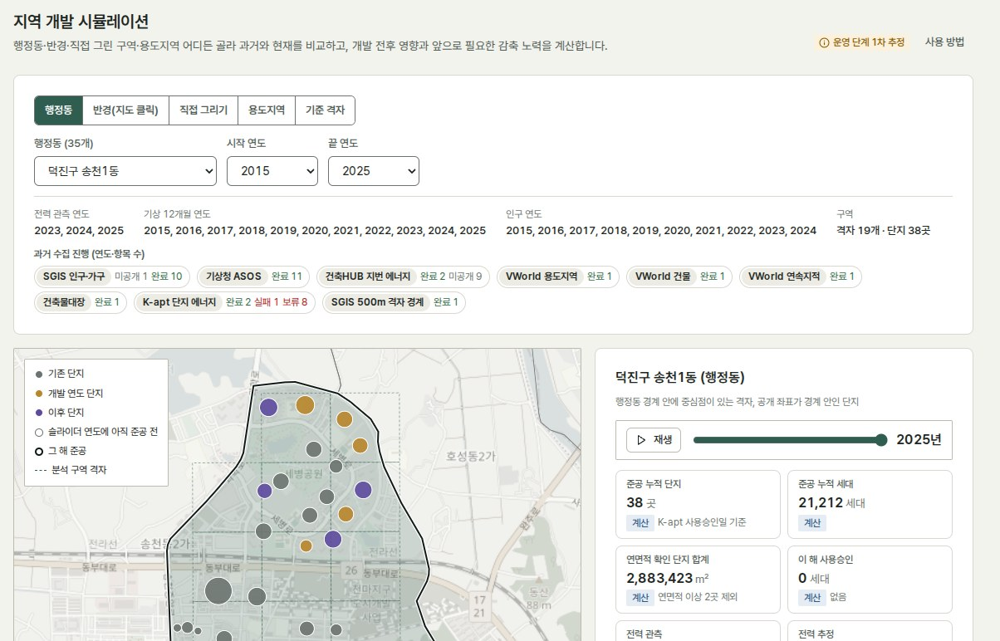 지역 개발 시뮬레이션
행정동·반경·직접 그린 구역·용도지역 어디든 골라 과거와 현재를 비교하고, 개발 전후 영향과 앞으로 필요한 감축 노력을 계산합니다.
운영 단계 1차 추정
사용 방법
행정동
반경(지도 클릭)
직접 그리기
용도지역
기준 격자
행정동 (35개)
시작 연도
끝 연도
덕진구 송천1동
2015
2025
전력 관측 연도
기상 12개월 연도
인구 연도
구역
2023, 2024, 2025
2015, 2016, 2017, 2018, 2019, 2020, 2021, 2022, 2023, 2024, 2025
2015, 2016, 2017, 2018, 2019, 2020, 2021, 2022, 2023, 2024
격자 19개 · 단지 38곳
과거 수집 진행 (연도·항목 수)
SGIS 인구·가구 미공개 1 완료 10
기상청 ASOS 완료 11
건축HUB 지번 에너지 완료 2 미공개 9
VWorld 용도지역 완료 1
VWorld 건물 완료 1
VWorld 연속지적 완료 1
건축물대장 완료 1
K-apt 단지 에너지 완료 2 실패 1 보류 8
SGIS 500m 격자 경계 완료 1
기존 단지
개발 연도 단지
이후 단지
슬라이더 연도에 아직 준공 전
그 해 준공
분석 구역 격자
호성동2가
세병공원
세병로
완주로
전라선
송천동2가
전라선
동부대로
동부대로
26 동부대로
천마지구
도시개발
사업
17
21
동신
88 m
덕진구 송천1동 (행정동)
행정동 경계 안에 중심점이 있는 격자, 공개 좌표가 경계 안인 단지
재생
2025년
준공 누적 단지
38 곳
계산 K-apt 사용승인일 기준
준공 누적 세대
21,212 세대
계산
연면적 확인 단지 합계
2,883,423 m²
계산 연면적 이상 2곳 제외
이 해 사용승인
0 세대
계산 없음
전력 관측
전력 추정